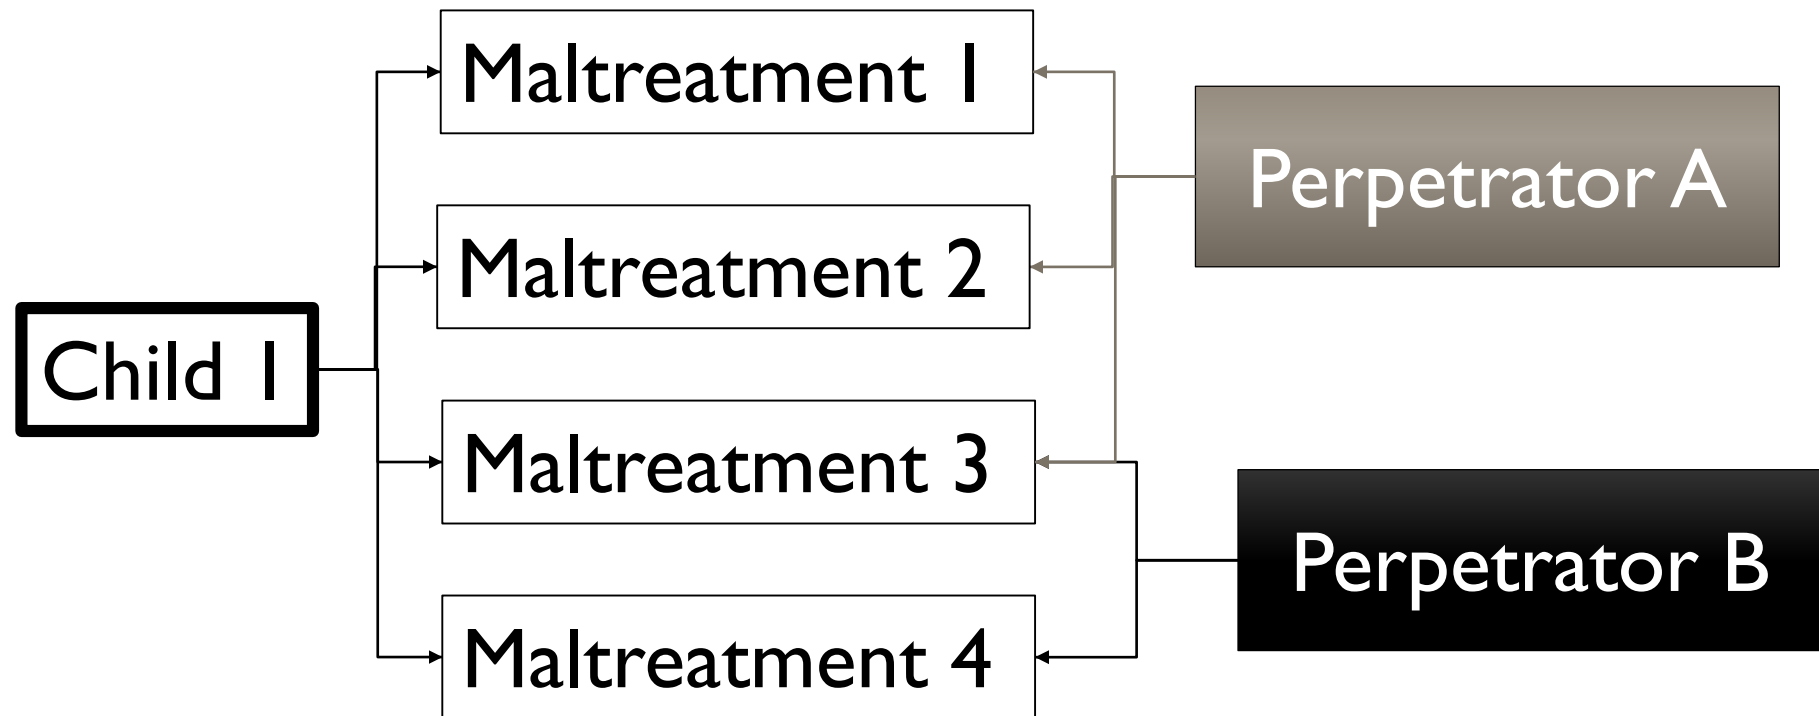 Maltreatment 1
Perpetrator A
Maltreatment 2
Child 1
Maltreatment 3
Perpetrator B
Maltreatment 4